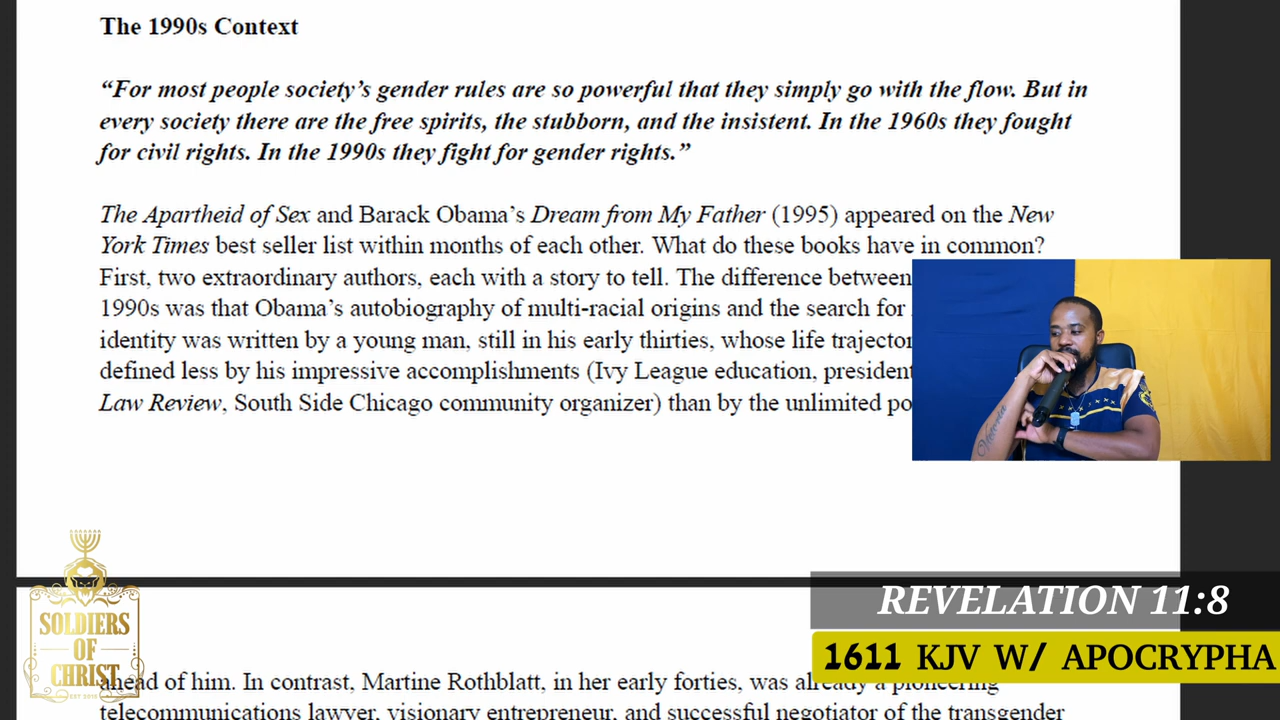 The 1990s Context
“For most people society’s gender rules are so powerful that they simply go with the flow. But in
every society there are the free spirits, the stubborn, and the insistent. In the 1960s they fought
for civil rights. In the 1990s they fight for gender rights.”
The Apartheid of Sex and Barack Obama’s Dream from My Father (1995) appeared on the New
York Times best seller list within months of each other. What do these books have in common?
First, two extraordinary authors, each with a story to tell. The difference between
1990s was that Obama’s autobiography of multi-racial origins and the search for
identity was written by a young man, still in his early thirties, whose life
defined less by his impressive accomplishments (Ivy League education,
Law Review, South Side Chicago community organizer) than by the unlimited
REVELATION 11:8
1611 KJV W/ APOCRYPHA
SOLDIERS
OF
CHRIST
ahead of him. In contrast, Martine Rothblatt, in her early forties, was already a pioneering
telecommunications lawyer, visionary entrepreneur, and successful negotiator of the transgender